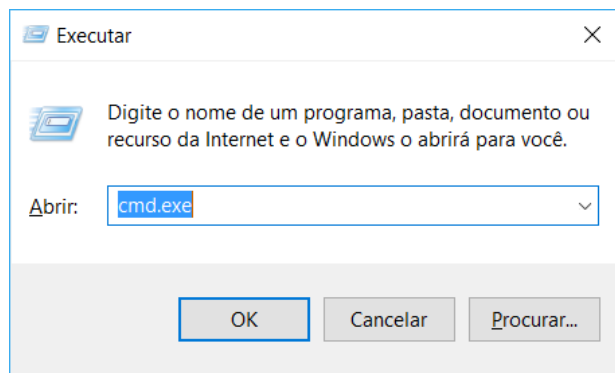 Executar
Digite o nome de um programa, pasta, documento ou
recurso da Internet e o Windows o abrirá para você.
Abrir: cmd.exe
OK Cancelar Procurar...